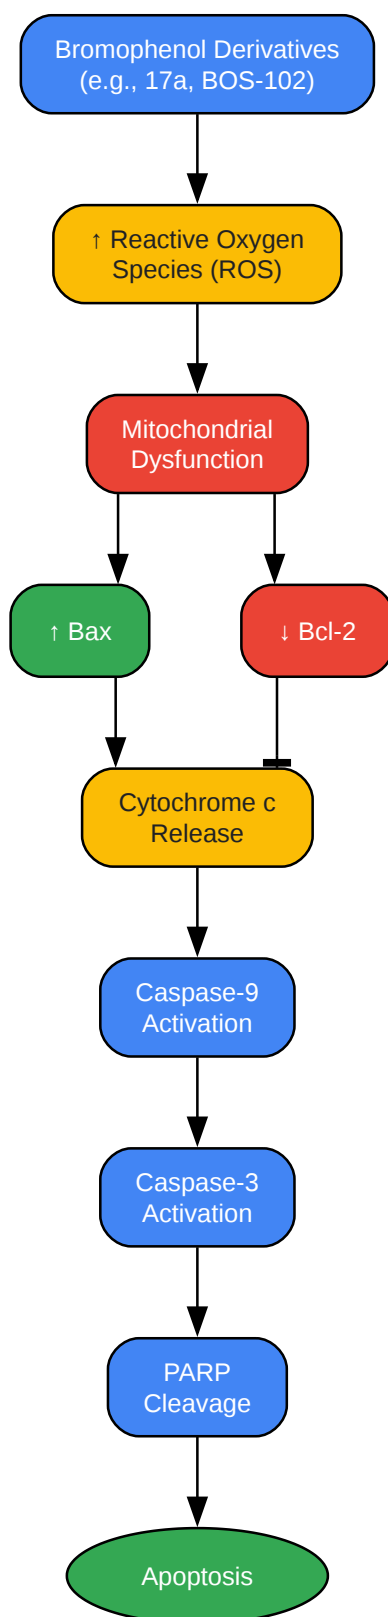 Bromophenol Derivatives
(e.g., 17a, BOS-102)
↑ Reactive Oxygen
Species (ROS)
Mitochondrial
Dysfunction
↑ Bax
↓ Bcl-2
Cytochrome c
Release
Caspase-9
Activation
Caspase-3
Activation
PARP
Cleavage
Apoptosis